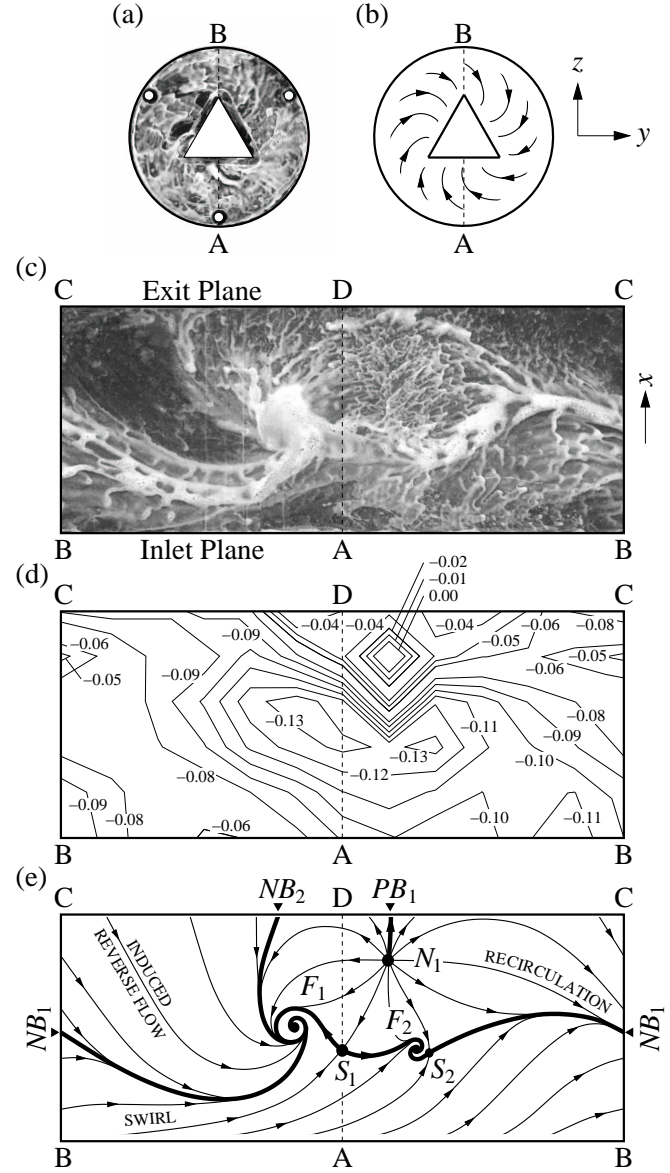 (a)
(b)
B
B
z
y
A
A
(c)
C
Exit Plane
D
C
x
B
Inlet Plane
A
B
(d)
C
D
−0.02
−0.01
0.00
C
−0.06
−0.05
−0.09
−0.04
−0.04
−0.04
−0.06
−0.08
−0.05
−0.06
−0.05
−0.09
−0.13
−0.11
−0.08
−0.09
−0.13
−0.10
−0.08
−0.12
−0.09
−0.08
−0.06
−0.10
−0.11
B
A
B
(e)
C
NB2
D
PB1
C
INDUCED
REVERSE FLOW
N1
RECIRCULATION
F1
F2
NB1
NB1
S1
S2
SWIRL
B
A
B